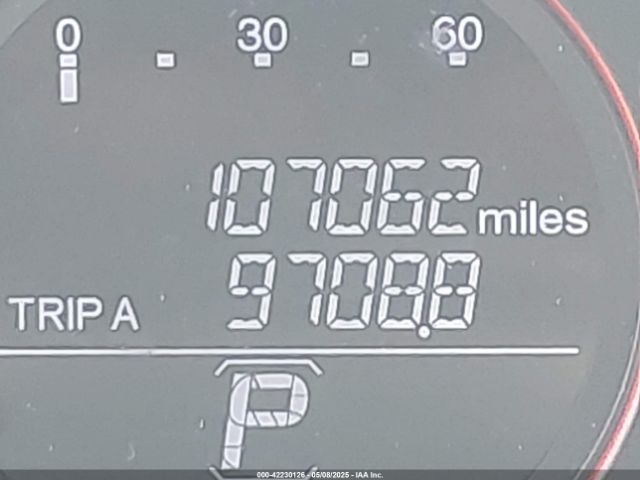 0 30 60
107062 miles
TRIP A 9708.8
P
000-42230126 - 05/08/2025 - IAA Inc.